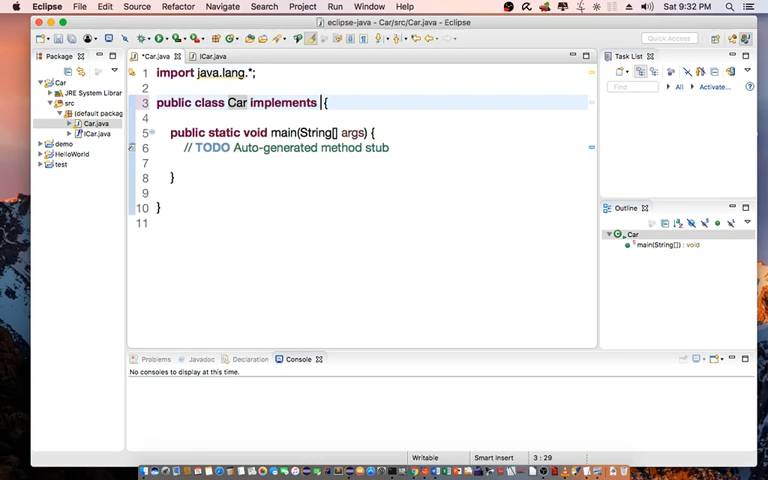 Eclipse File Edit Source Refactor Navigate Search Project Run Window Help Sat 9:32 PM
eclipse-java - Car/src/Car.java - Eclipse
Quick Access
Package
*Car.java
ICar.java
Task List
Car
JRE System Librar
src
(default packag
Car.java
ICar.java
demo
HelloWorld
test
1 import java.lang.*;
2
3 public class Car implements {
4
5 public static void main(String[] args) {
6 // TODO Auto-generated method stub
7
8 }
9
10 }
11
Find All Activate...
Outline
Car
main(String[]) : void
Problems Javadoc Declaration Console
No consoles to display at this time.
Writable Smart Insert 3 : 29